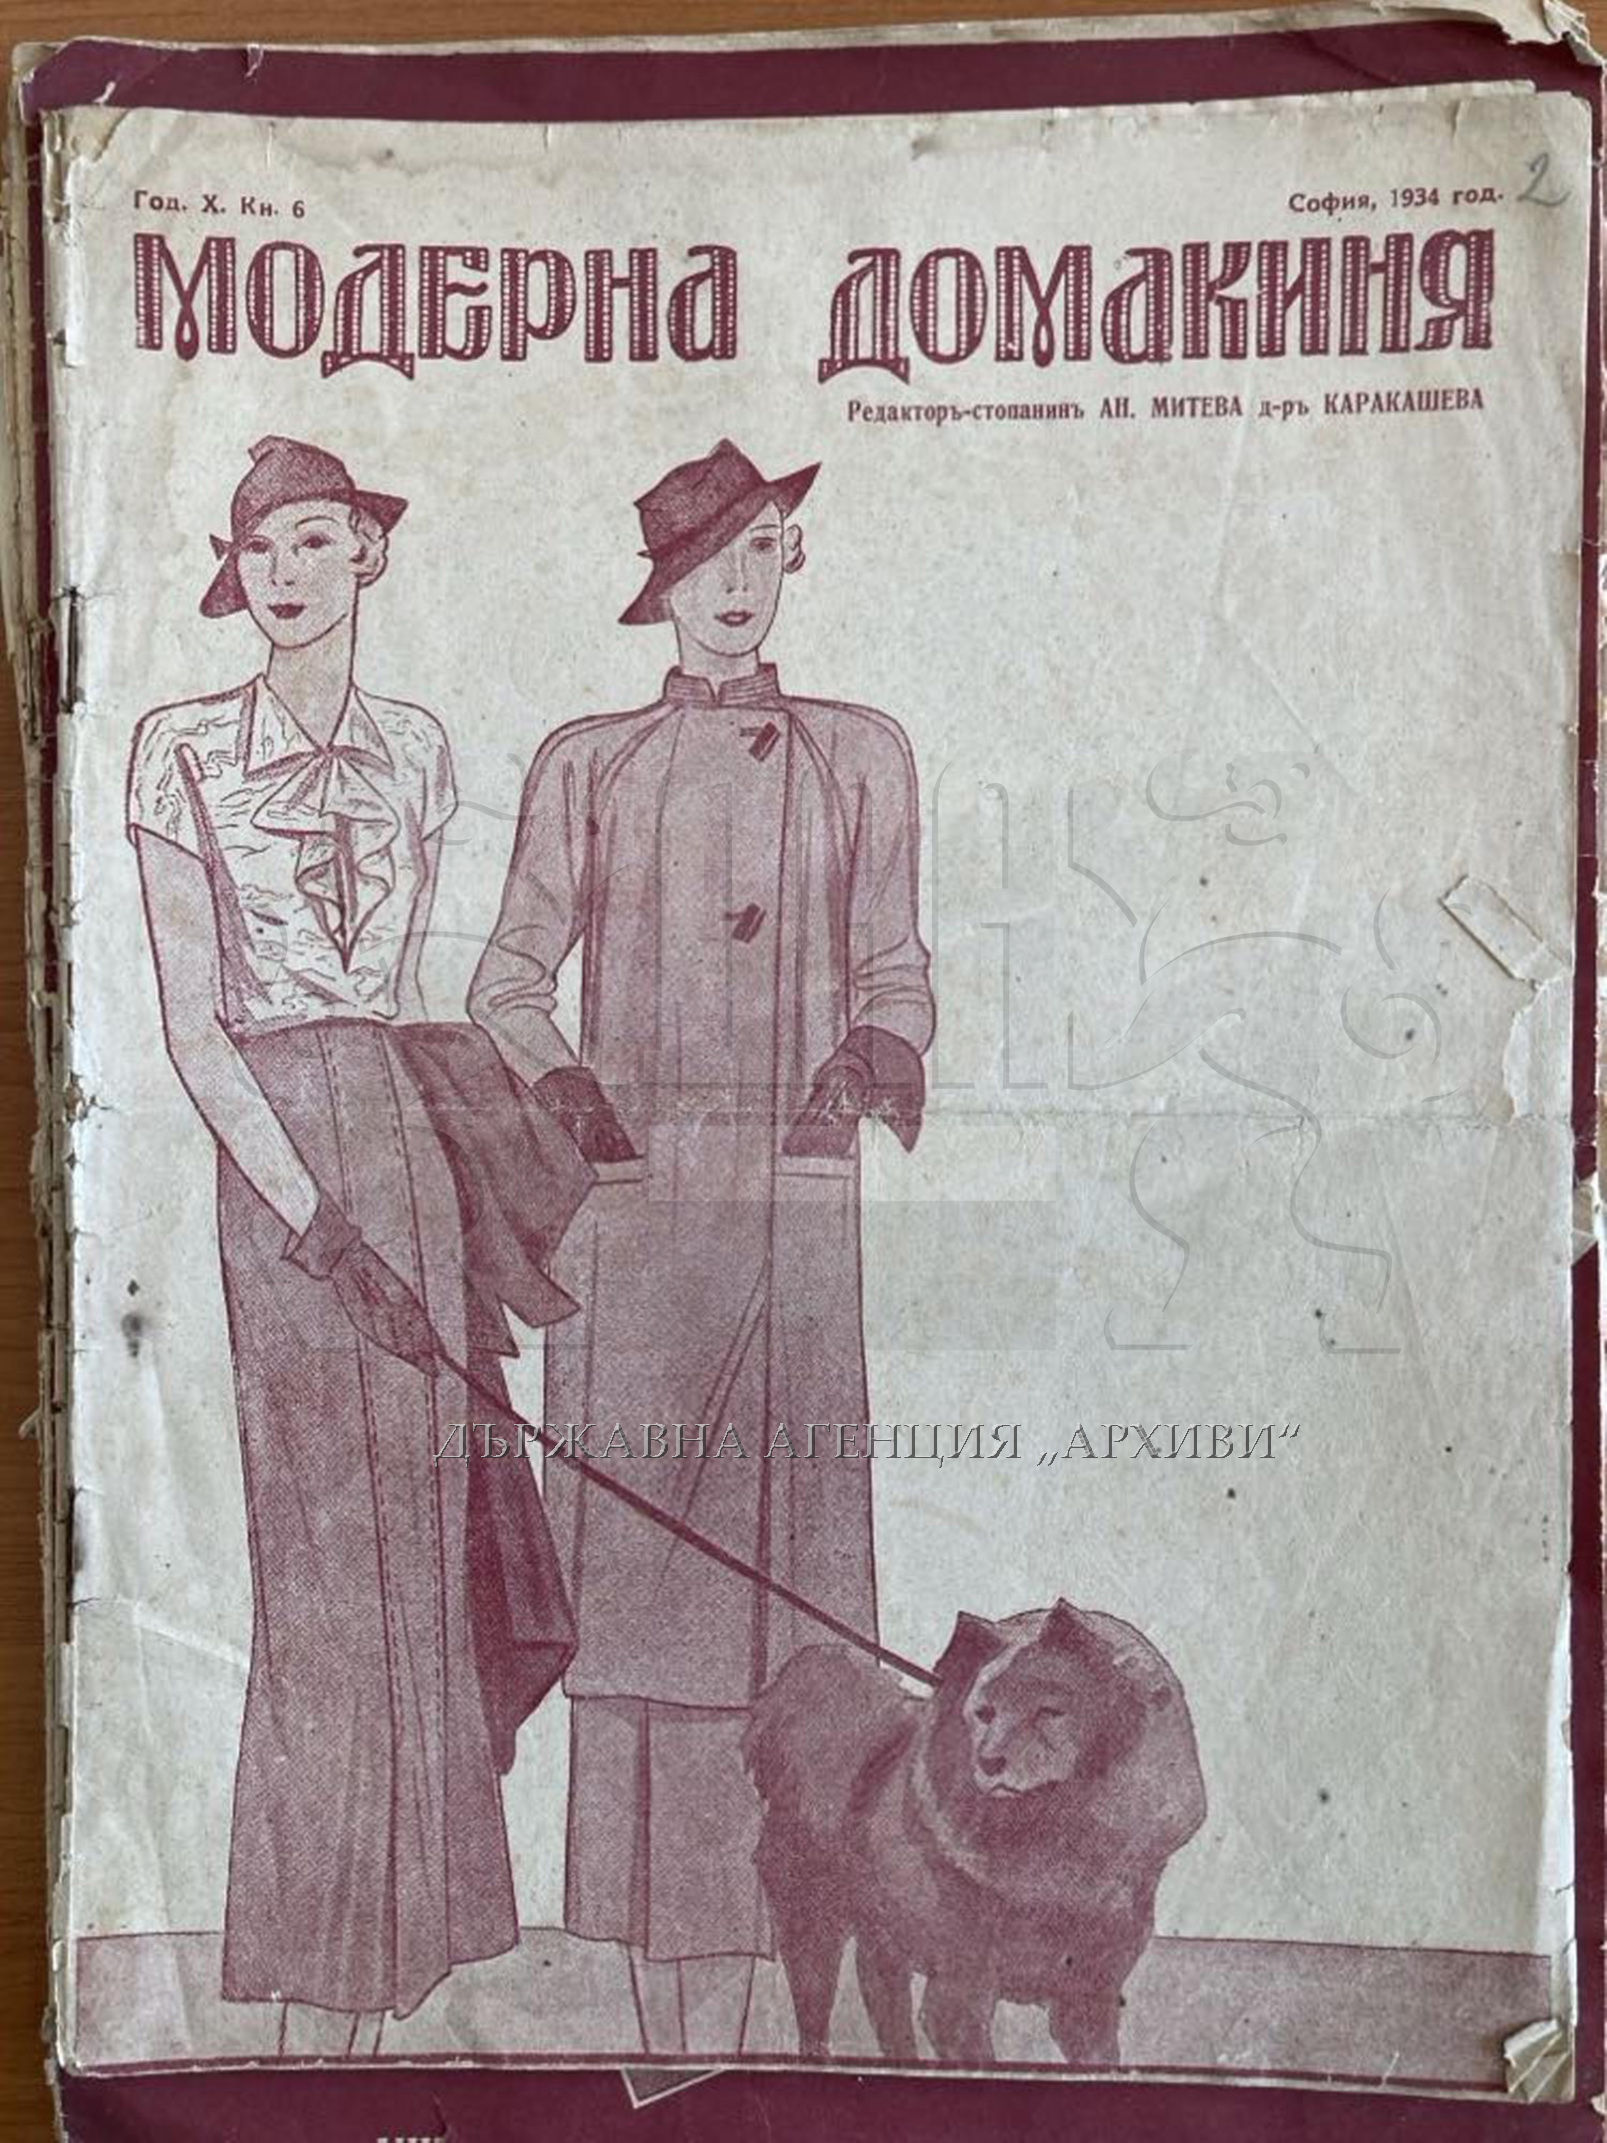 Год. X. Кн. 6
София, 1934 год. 2
МОДЕРНА ДОМАКИНЯ
Редакторъ-стопанинъ АН. МИТЕВА д-ръ КАРАКАШЕВА
ДЪРЖАВНА АГЕНЦИЯ „АРХИВИ“